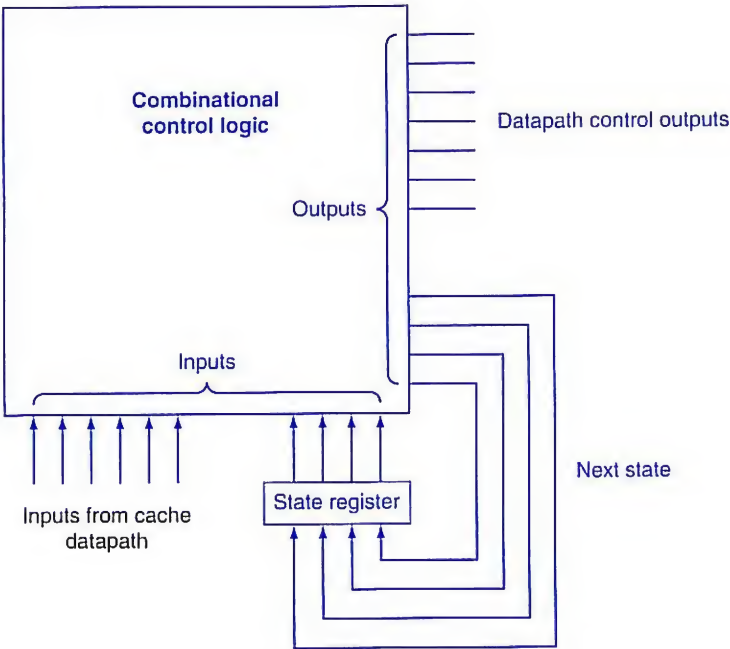 Combinational
control logic
Datapath control outputs
Outputs
Inputs
Next state
State register
Inputs from cache
datapath